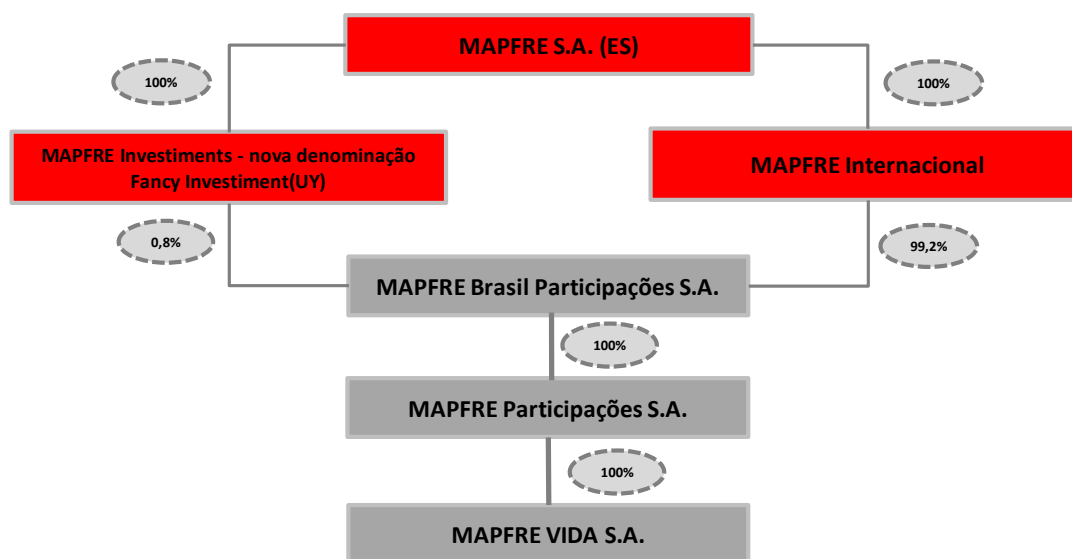 MAPFRE S.A. (ES)
100%
100%
MAPFRE Investiments - nova denominação
Fancy Investiment(UY)
MAPFRE Internacional
0,8%
99,2%
MAPFRE Brasil Participações S.A.
100%
MAPFRE Participações S.A.
100%
MAPFRE VIDA S.A.